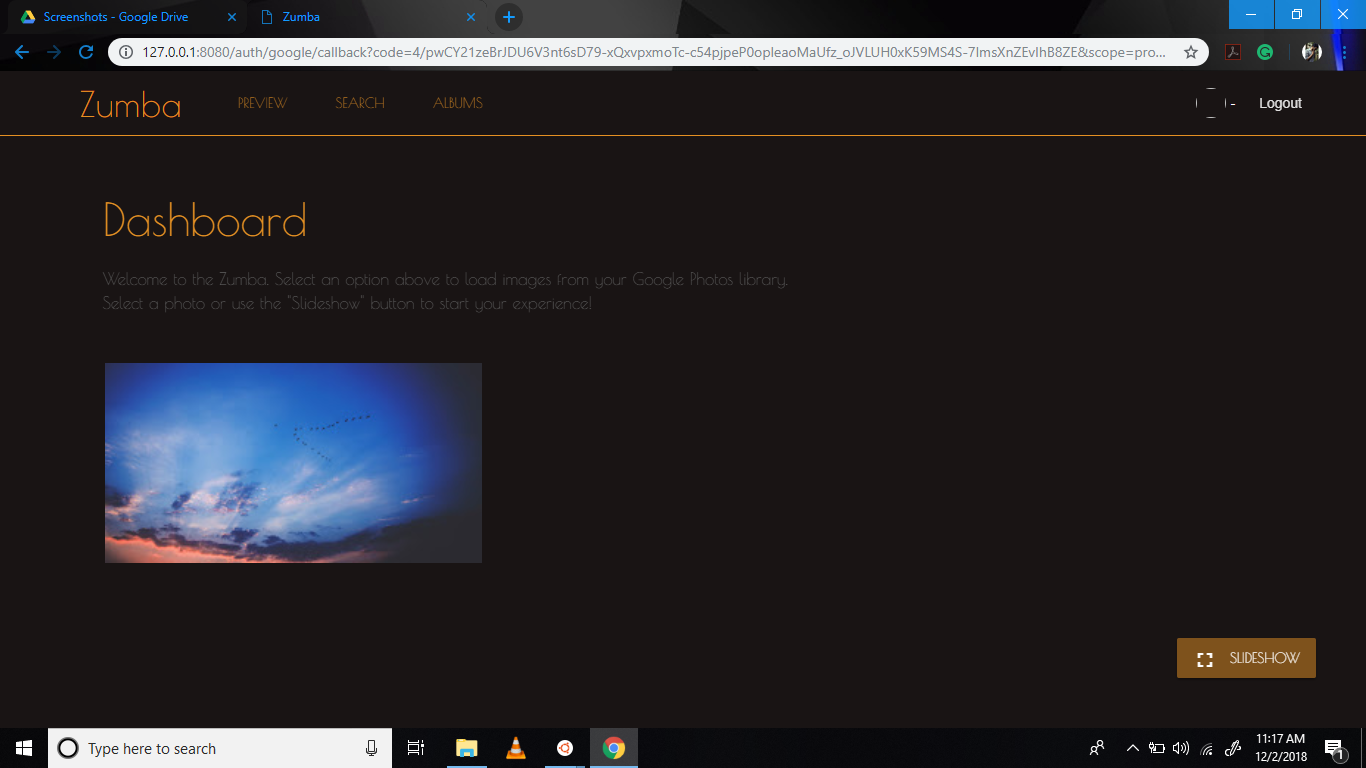 Screenshots - Google Drive
Zumba
127.0.0.1:8080/auth/google/callback?code=4/pwCY21zeBrJDU6V3nt6sD79-xQxvpxmoTc-c54pjpeP0opIeaoMaUfz_oJVLUH0xK59MS4S-7lmsXnZEvIhB8ZE&scope=pro...
Zumba
PREVIEW
SEARCH
ALBUMS
-
Logout
Dashboard
Welcome to the Zumba. Select an option above to load images from your Google Photos library.
Select a photo or use the "Slideshow" button to start your experience!
SLIDESHOW
Type here to search
11:17 AM
12/2/2018
1